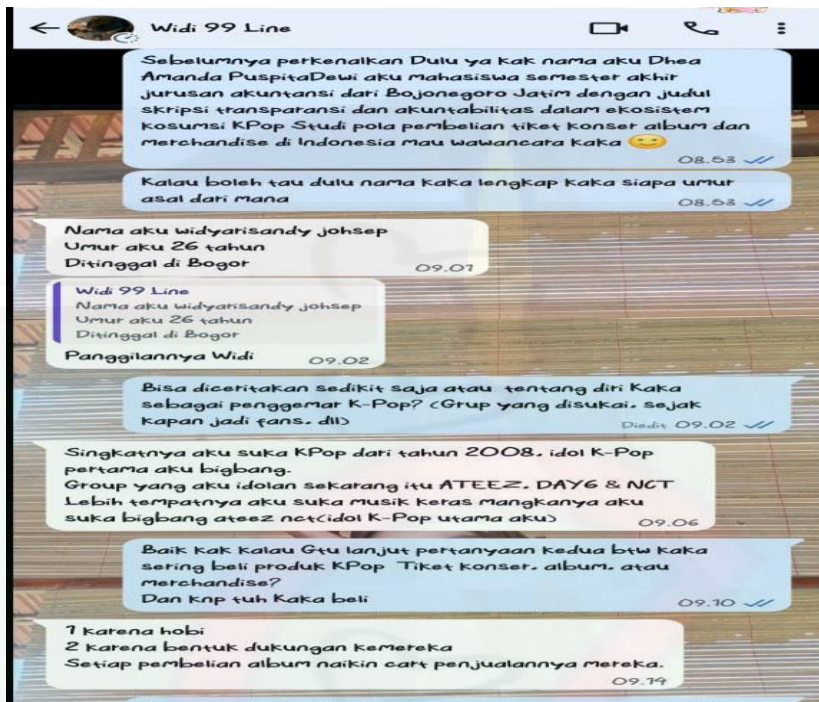 Widi 99 Line
Sebelumnya perkenalkan Dulu ya kak nama aku Dhea
Amanda PuspitaDewi aku mahasiswa semester akhir
jurusan akuntansi dari Bojonegoro Jatim dengan judul
skripsi transparansi dan akuntabilitas dalam ekosistem
kosumsi KPop Studi pola pembelian tiket konser album dan
merchandise di Indonesia mau wawancara kaka 🙂
08.53
Kalau boleh tau dulu nama kaka lengkap kaka siapa umur
asal dari mana
08.53
Nama aku widyarisandy johsep
Umur aku 26 tahun
Ditinggal di Bogor
09.01
Widi 99 Line
Nama aku widyarisandy johsep
Umur aku 26 tahun
Ditinggal di Bogor
Panggilannya Widi
09.02
Bisa diceritakan sedikit saja atau tentang diri Kaka
sebagai penggemar K-Pop? (Grup yang disukai, sejak
kapan jadi fans, dll)
Diedit 09.02
Singkatnya aku suka KPop dari tahun 2008, idol K-Pop
pertama aku bigbang.
Group yang aku idolan sekarang itu ATEEZ, DAY6 & NCT
Lebih tempatnya aku suka musik keras mangkanya aku
suka bigbang ateez nct(idol K-Pop utama aku)
09.06
Baik kak kalau Gtu lanjut pertanyaan kedua btw kaka
sering beli produk KPop Tiket konser, album, atau
merchandise?
Dan knp tuh Kaka beli
09.10
1 karena hobi
2 karena bentuk dukungan kemereka
Setiap pembelian album naikin cart penjualannya mereka.
09.14